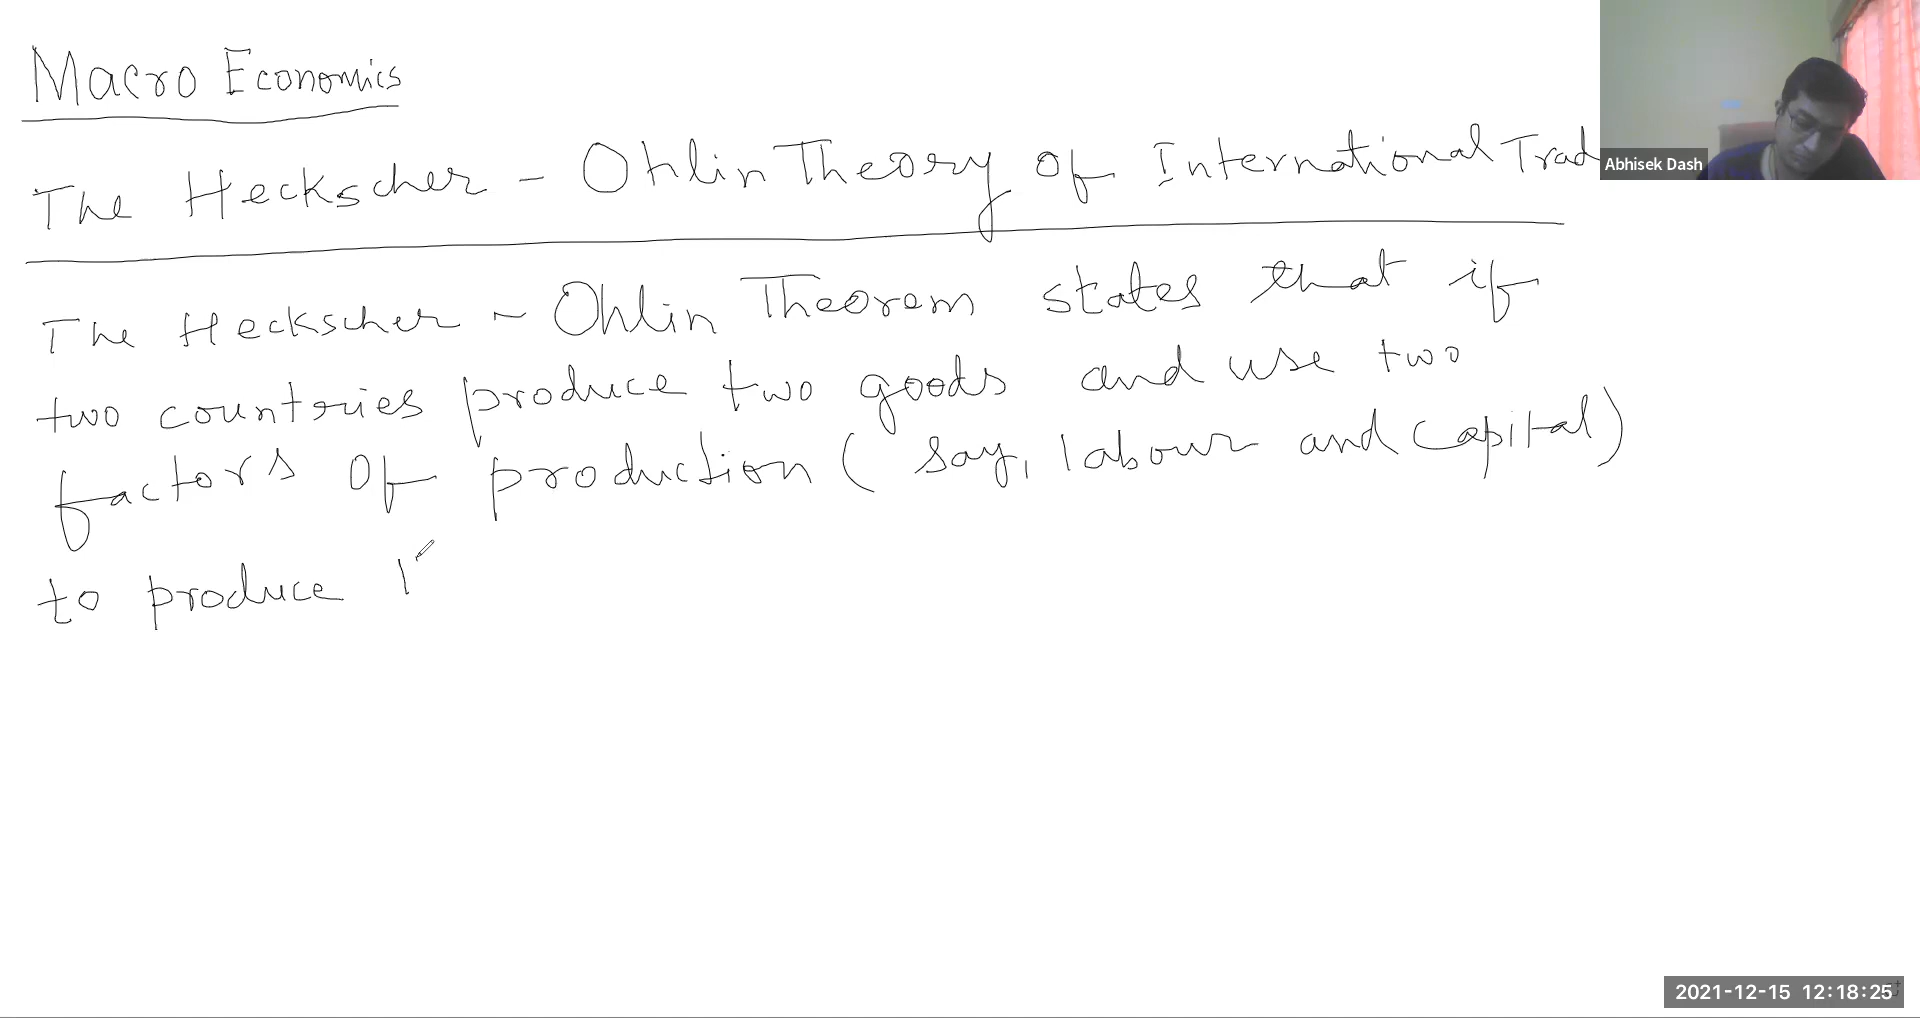 Macro Economics
The Heckscher - Ohlin Theory of International Trad
Abhisek Dash
The Heckscher - Ohlin Theorem states that if
two countries produce two goods and use two
factors of production (say, labour and capital)
to produce
2021-12-15 12:18:25